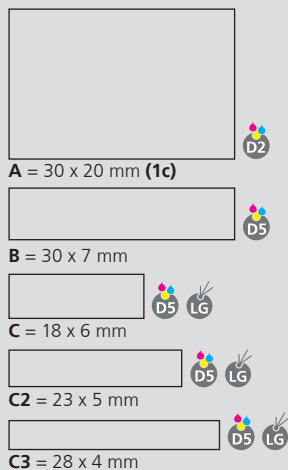 D2
A = 30 x 20 mm (1c)
D5
B = 30 x 7 mm
D5 LG
C = 18 x 6 mm
D5 LG
C2 = 23 x 5 mm
D5 LG
C3 = 28 x 4 mm